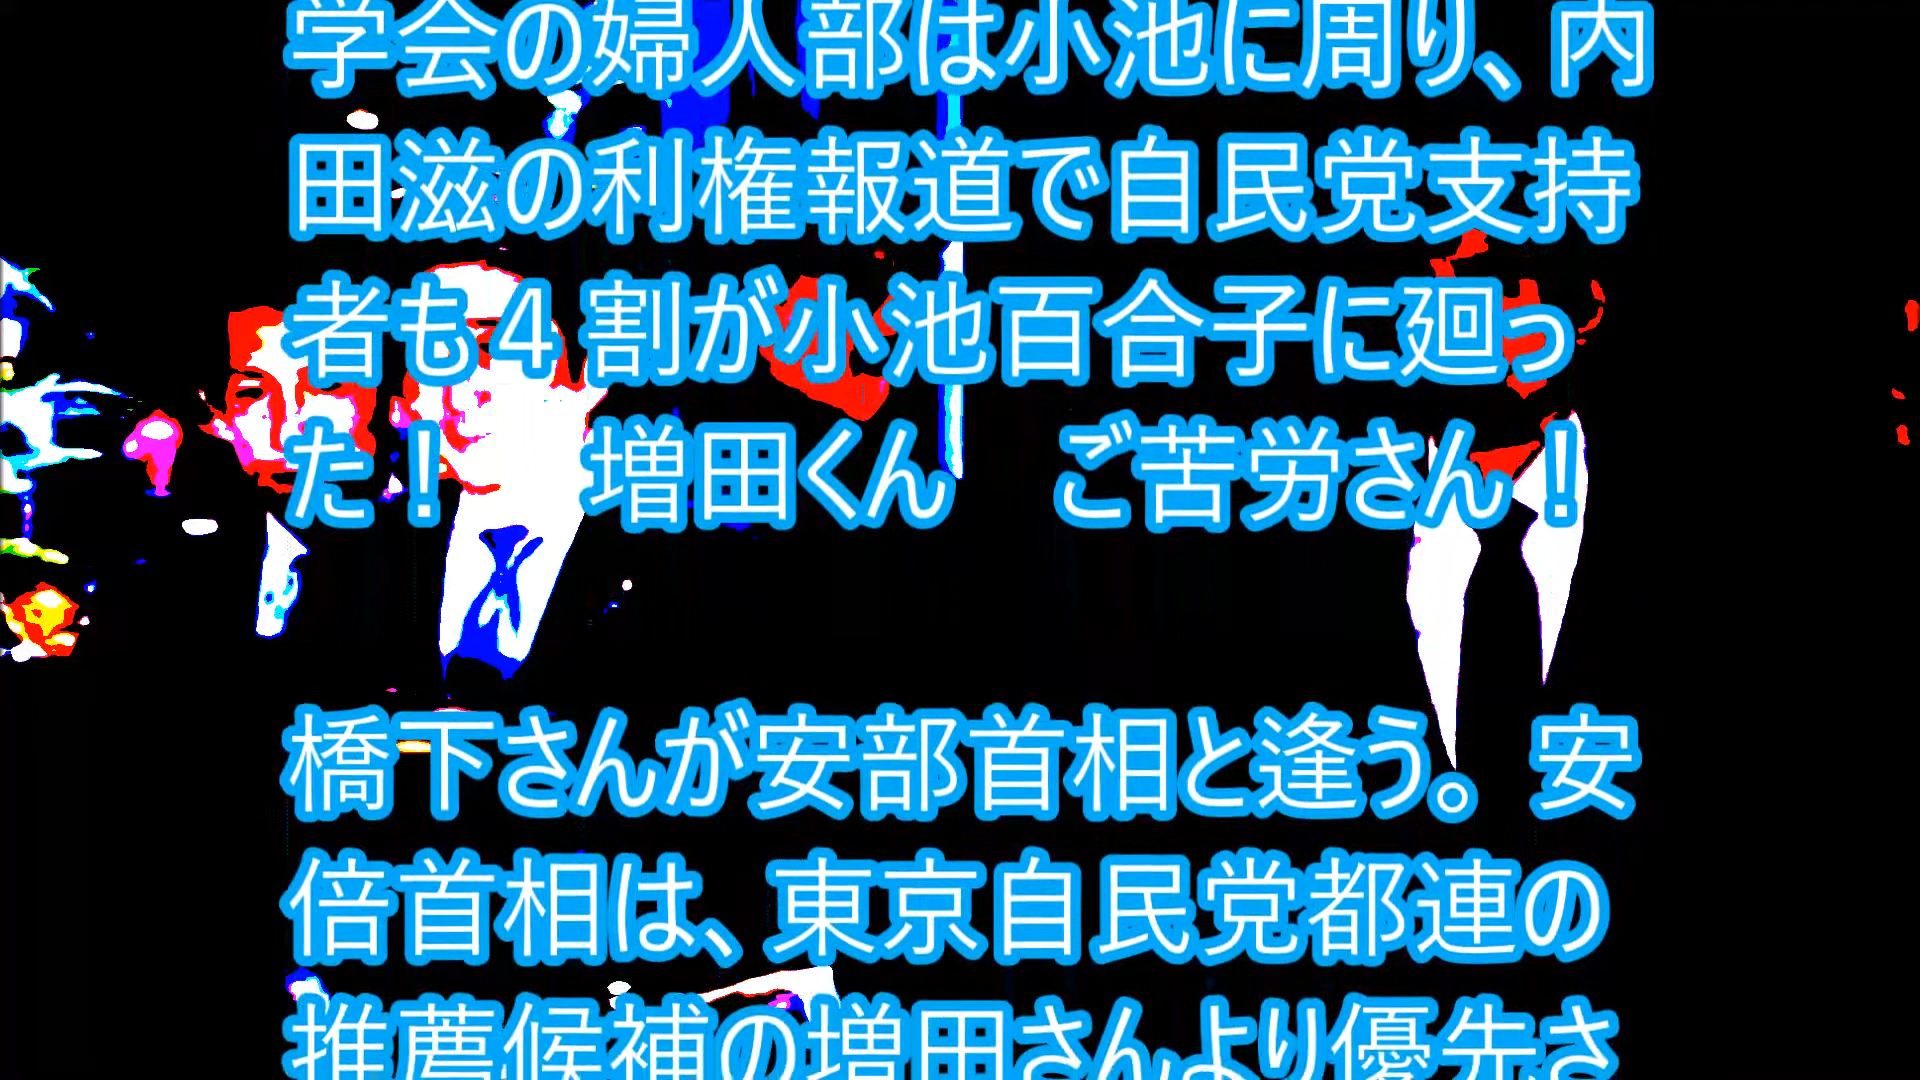 学会の婦人部は小池に周り、内
田滋の利権報道で自民党支持
者も４割が小池百合子に廻っ
た！　増田くん　ご苦労さん！
橋下さんが安部首相と逢う。安
倍首相は、東京自民党都連の
推薦候補の増田さんより優先さ